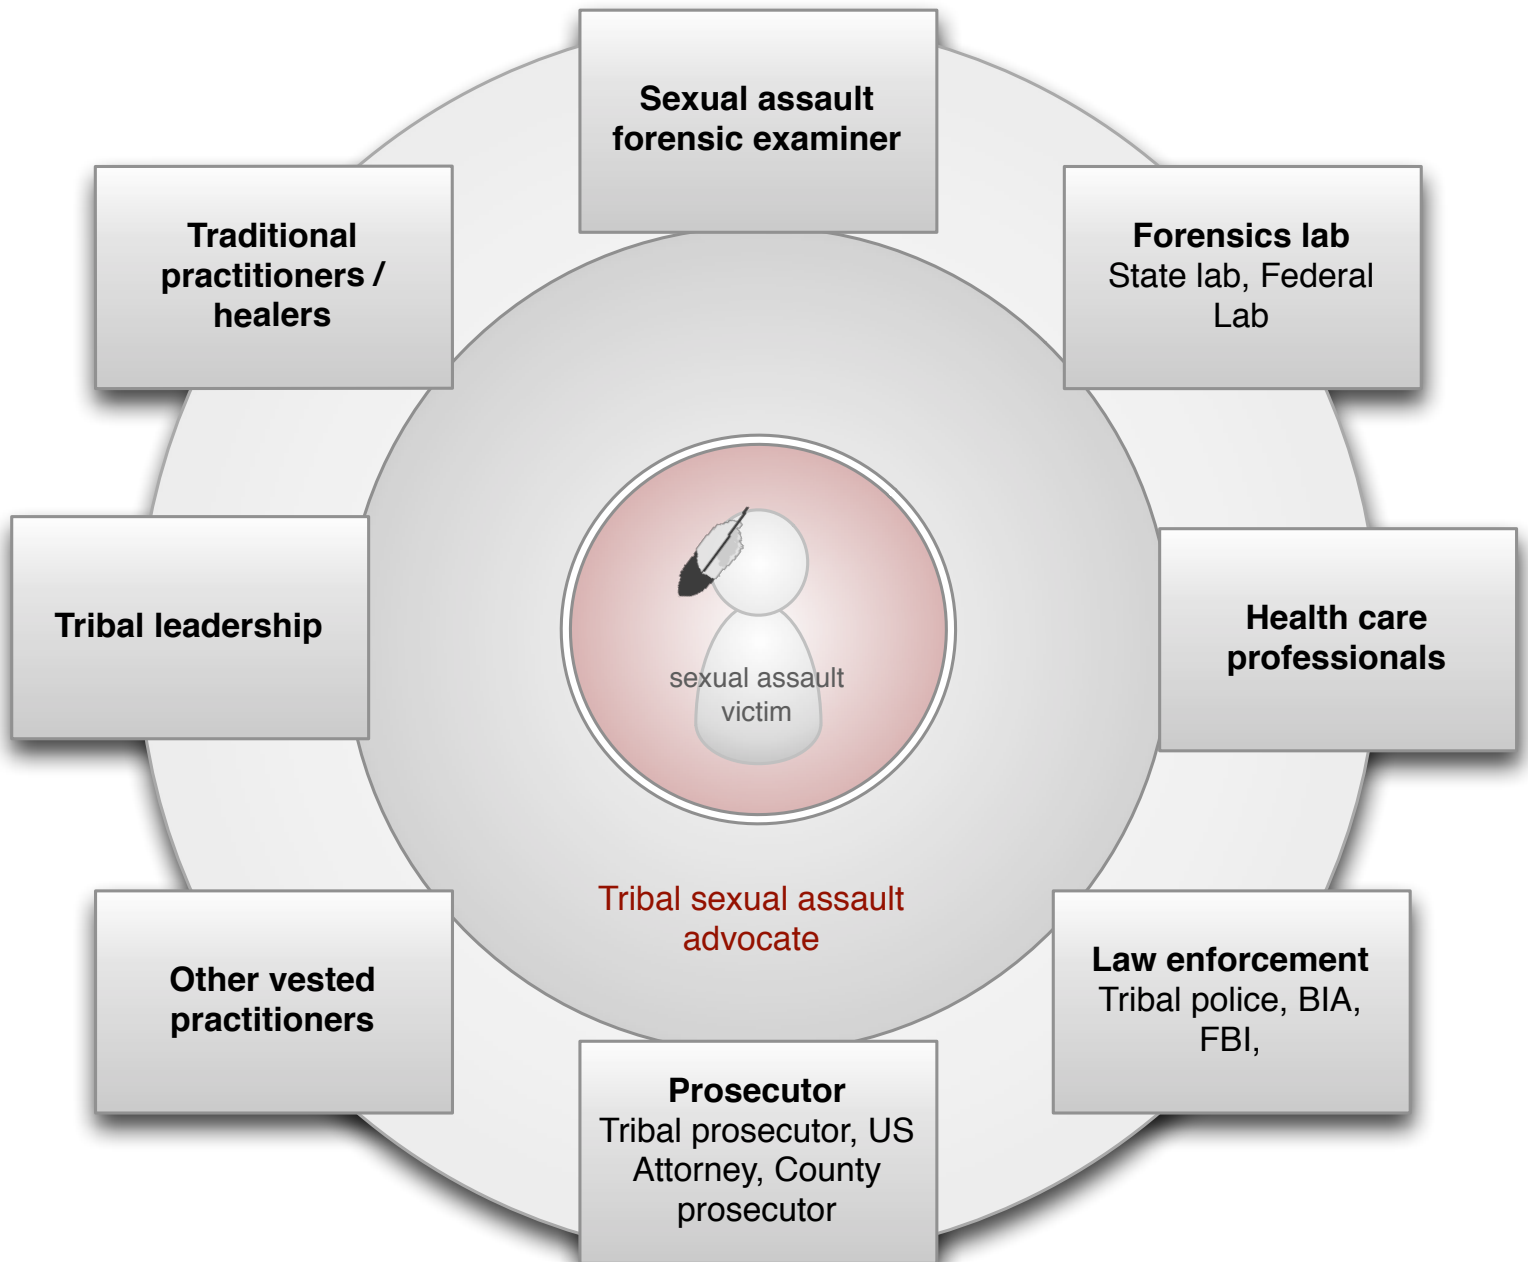 Sexual assault
forensic examiner
Traditional
practitioners /
healers
Forensics lab
State lab, Federal
Lab
Tribal leadership
sexual assault
victim
Health care
professionals
Tribal sexual assault
advocate
Other vested
practitioners
Law enforcement
Tribal police, BIA,
FBI,
Prosecutor
Tribal prosecutor, US
Attorney, County
prosecutor